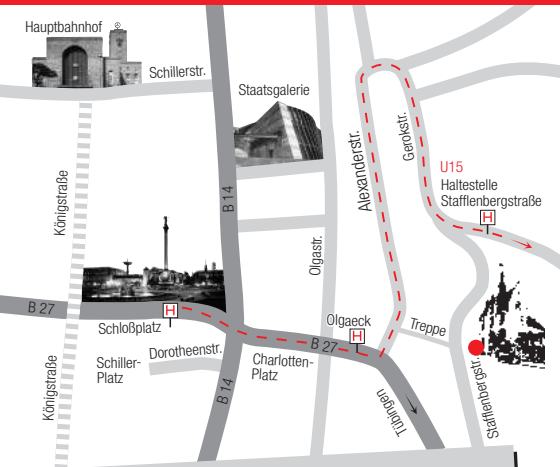 Hauptbahnhof
Schillerstr.
Staatsgalerie
Königstraße
B 14
Alexanderstr.
Gerokstr.
U15
Haltestelle
Stafflenbergstraße
H
Olgastr.
B 27
H
Schloßplatz
Olgaeck
H
Treppe
Schiller-
Platz
Dorotheenstr.
Charlotten-
Platz
B 27
Königstraße
B 14
Tübingen
Stafflenbergstr.